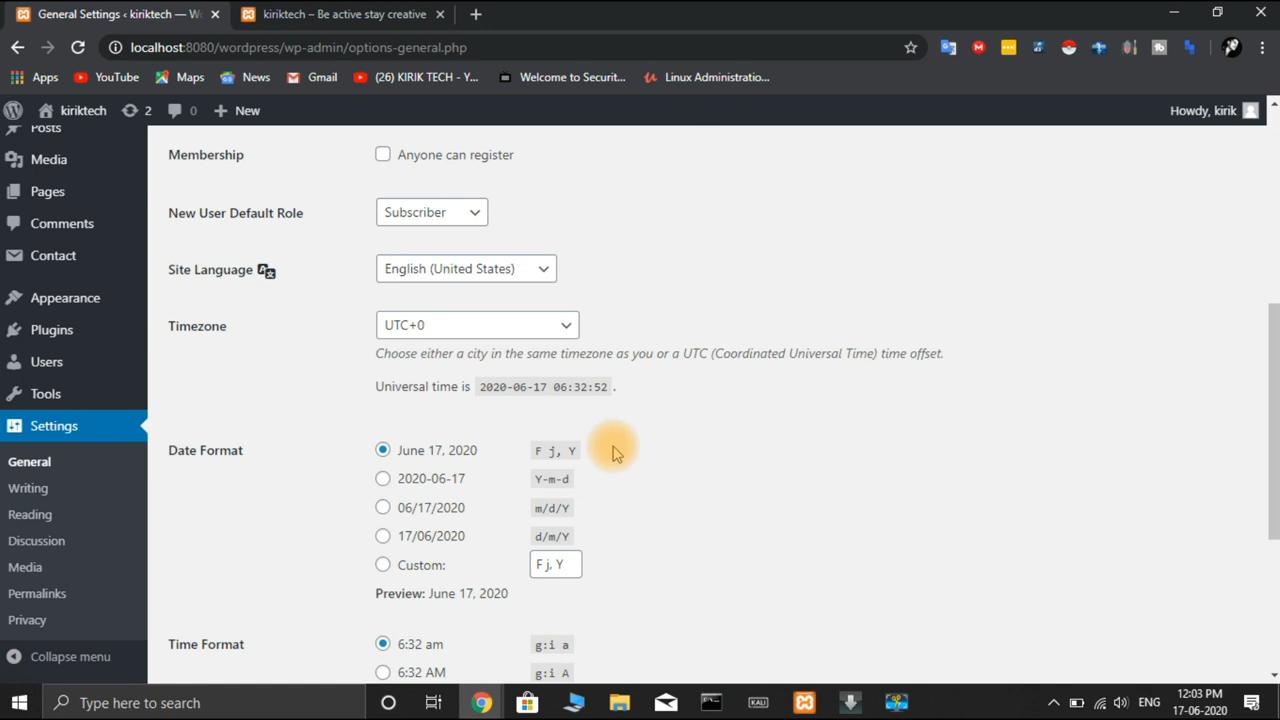 General Settings ‹ kiriktech — W
kiriktech – Be active stay creative
localhost:8080/wordpress/wp-admin/options-general.php
Apps
YouTube
Maps
News
Gmail
(26) KIRIK TECH - Y...
Welcome to Securit...
Linux Administratio...
kiriktech
2
0
New
Howdy, kirik
Posts
Media
Pages
Comments
Contact
Appearance
Plugins
Users
Tools
Settings
General
Writing
Reading
Discussion
Media
Permalinks
Privacy
Collapse menu
Membership
Anyone can register
New User Default Role
Subscriber
Site Language
English (United States)
Timezone
UTC+0
Choose either a city in the same timezone as you or a UTC (Coordinated Universal Time) time offset.
Universal time is 2020-06-17 06:32:52 .
Date Format
June 17, 2020 F j, Y
2020-06-17 Y-m-d
06/17/2020 m/d/Y
17/06/2020 d/m/Y
Custom: F j, Y
Preview: June 17, 2020
Time Format
6:32 am g:i a
6:32 AM g:i A
Type here to search
KALI
ENG
12:03 PM
17-06-2020